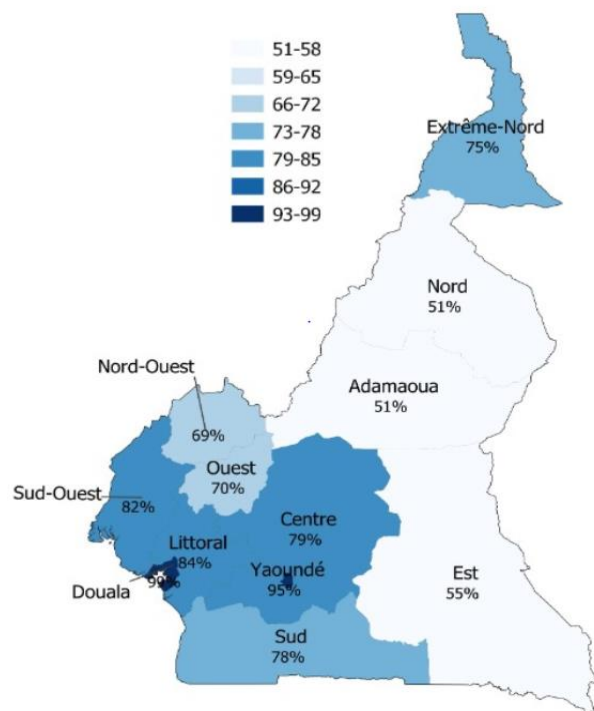 51-58
59-65
66-72
73-78
79-85
86-92
93-99
Extrême-Nord
75%
Nord
51%
Adamaoua
51%
Nord-Ouest
69%
Ouest
70%
Sud-Ouest
82%
Centre
79%
Littoral
84%
Yaoundé
95%
Douala
99%
Est
55%
Sud
78%